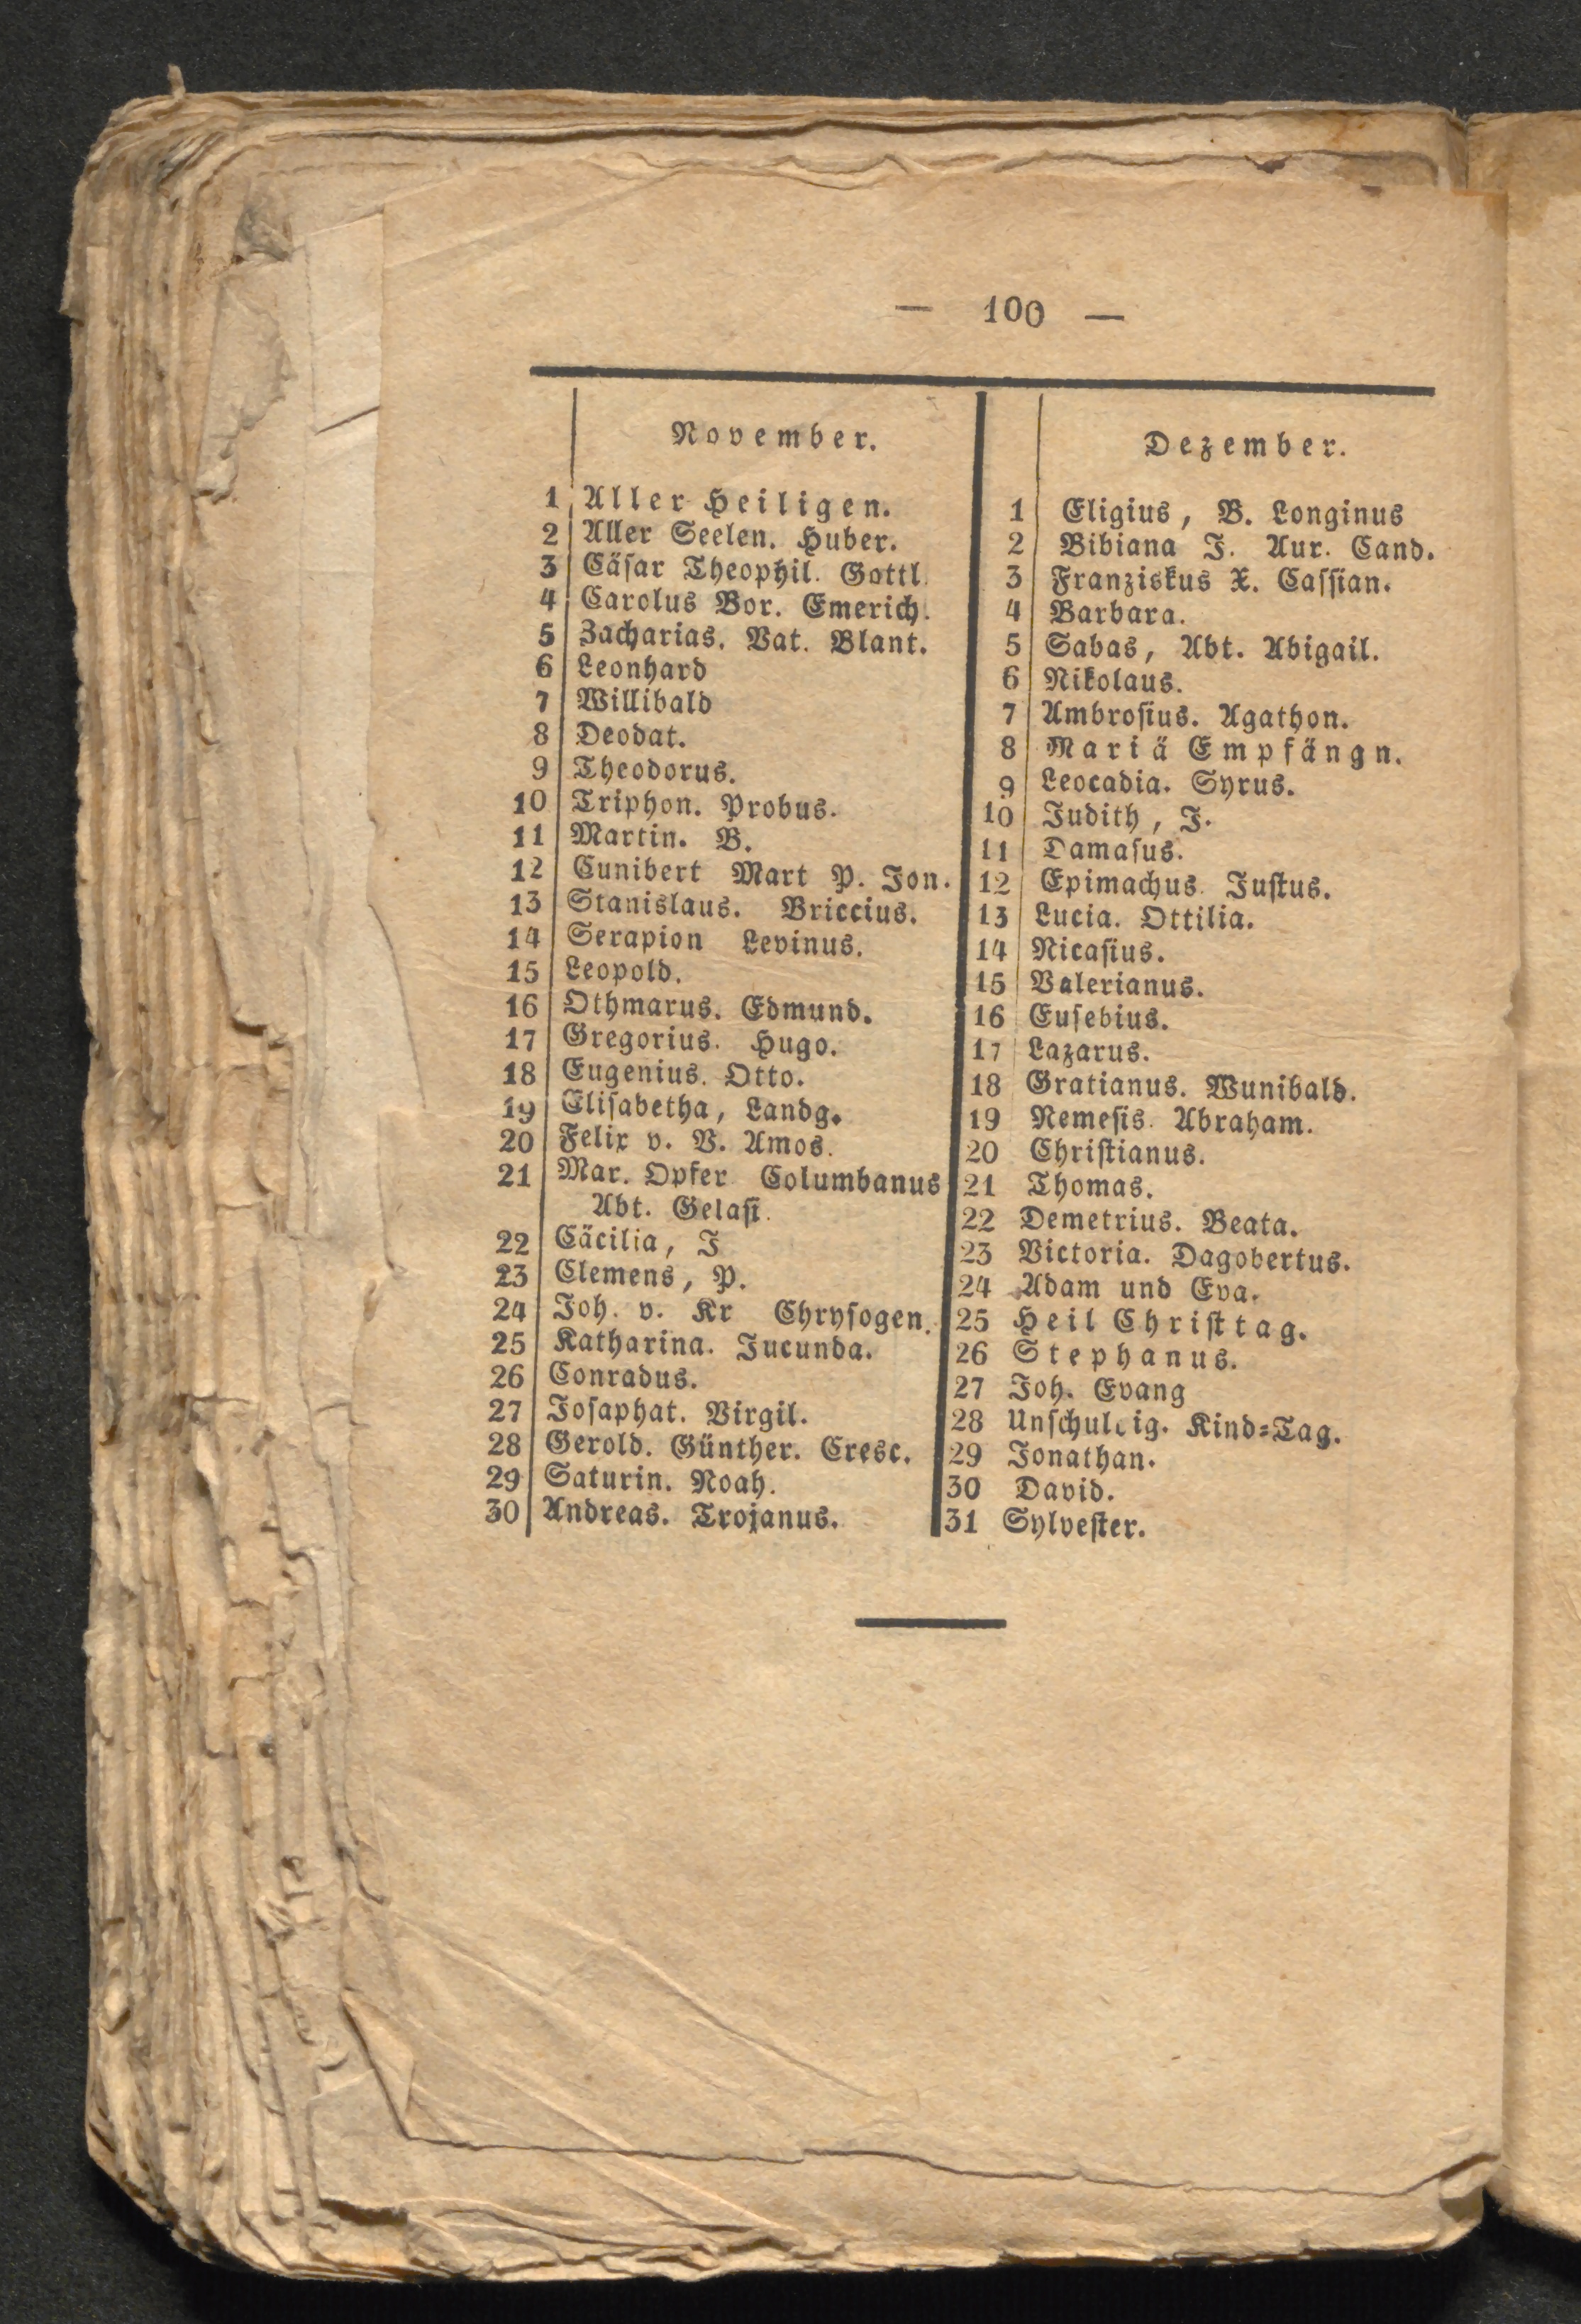 — 100 —
November.
1 Aller Heiligen.
2 Aller Seelen. Huber.
3 Cäsar Theophil. Gottl.
4 Carolus Bor. Emerich.
5 Zacharias. Vat. Blant.
6 Leonhard
7 Willibald
8 Deodat.
9 Theodorus.
10 Triphon. Probus.
11 Martin. B.
12 Cunibert Mart P. Jon.
13 Stanislaus. Briccius.
14 Serapion Levinus.
15 Leopold.
16 Othmarus. Edmund.
17 Gregorius. Hugo.
18 Eugenius. Otto.
19 Elisabetha, Landg.
20 Felix v. V. Amos.
21 Mar. Opfer Columbanus
Abt. Gelasi.
22 Cäcilia, J
23 Clemens, P.
24 Joh. v. Kr Chrysogen.
25 Katharina. Jucunda.
26 Conradus.
27 Josaphat. Virgil.
28 Gerold. Günther. Cresc.
29 Saturin. Noah.
30 Andreas. Trojanus.
Dezember.
1 Eligius, B. Longinus
2 Bibiana J. Aur. Cand.
3 Franziskus X. Cassian.
4 Barbara.
5 Sabas, Abt. Abigail.
6 Nikolaus.
7 Ambrosius. Agathon.
8 Mariä Empfängn.
9 Leocadia. Syrus.
10 Judith, J.
11 Damasus.
12 Epimachus. Justus.
13 Lucia. Ottilia.
14 Nicasius.
15 Valerianus.
16 Eusebius.
17 Lazarus.
18 Gratianus. Wunibald.
19 Nemesis. Abraham.
20 Christianus.
21 Thomas.
22 Demetrius. Beata.
23 Victoria. Dagobertus.
24 Adam und Eva.
25 Heil Christtag.
26 Stephanus.
27 Joh. Evang
28 Unschuldig. Kind=Tag.
29 Jonathan.
30 David.
31 Sylvester.